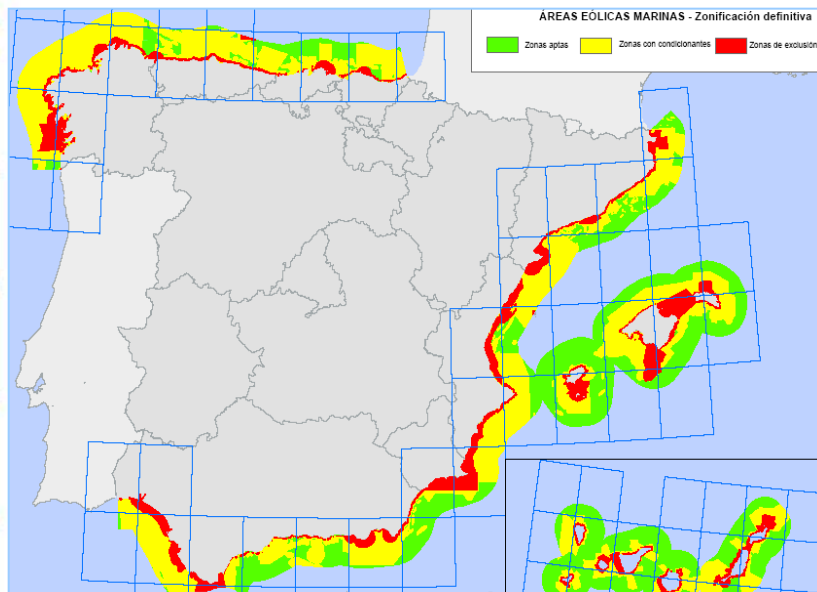 ÁREAS EÓLICAS MARINAS - Zonificación definitiva
Zonas aptas
Zonas con condicionantes
Zonas de exclusión